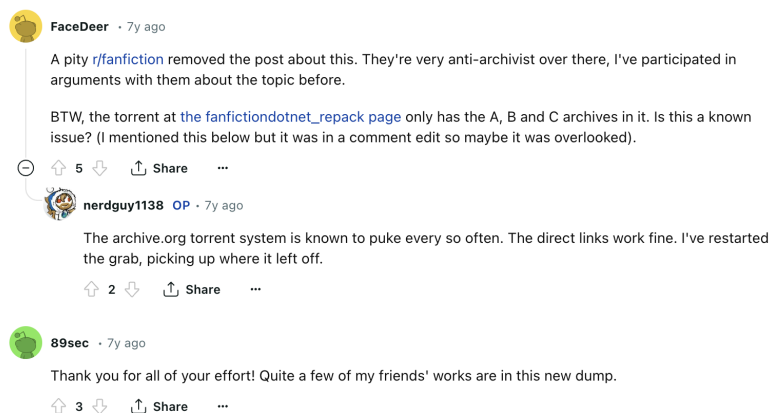 FaceDeer • 7y ago
A pity r/fanfiction removed the post about this. They're very anti-archivist over there, I've participated in
arguments with them about the topic before.
BTW, the torrent at the fanfictiondotnet_repack page only has the A, B and C archives in it. Is this a known
issue? (I mentioned this below but it was in a comment edit so maybe it was overlooked).
5 Share ...
nerdguy1138 OP • 7y ago
The archive.org torrent system is known to puke every so often. The direct links work fine. I've restarted
the grab, picking up where it left off.
2 Share ...
89sec • 7y ago
Thank you for all of your effort! Quite a few of my friends' works are in this new dump.
3 Share ...